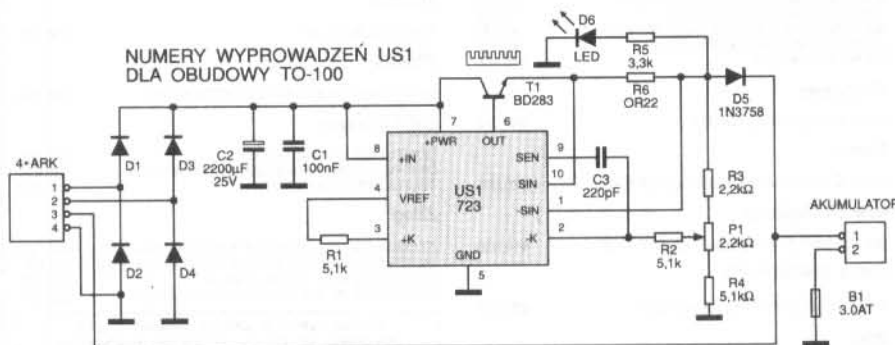 NUMERY WYPROWADZEŃ US1
DLA OBUDOWY TO-100
D6
LED
R5
3,3k
T1
BD283
R6
OR22
D5
1N3758
D1
D3
C2
2200µF
25V
C1
100nF
7
+PWR
6
OUT
8
+IN
4
VREF
3
+K
US1
723
SEN
9
SIN
10
-SIN
1
-K
2
GND
5
C3
220pF
R1
5,1k
R2
5,1k
R3
2,2kΩ
P1
2,2kΩ
R4
5,1kΩ
4*ARK
1
2
3
4
D2
D4
AKUMULATOR
1
2
B1
3.0AT